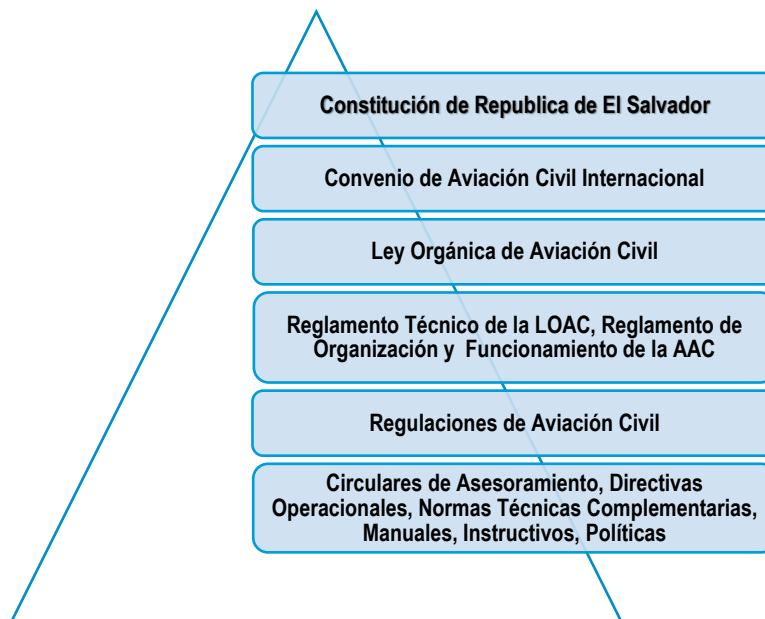 Constitución de Republica de El Salvador
Convenio de Aviación Civil Internacional
Ley Orgánica de Aviación Civil
Reglamento Técnico de la LOAC, Reglamento de
Organización y Funcionamiento de la AAC
Regulaciones de Aviación Civil
Circulares de Asesoramiento, Directivas
Operacionales, Normas Técnicas Complementarias,
Manuales, Instructivos, Políticas